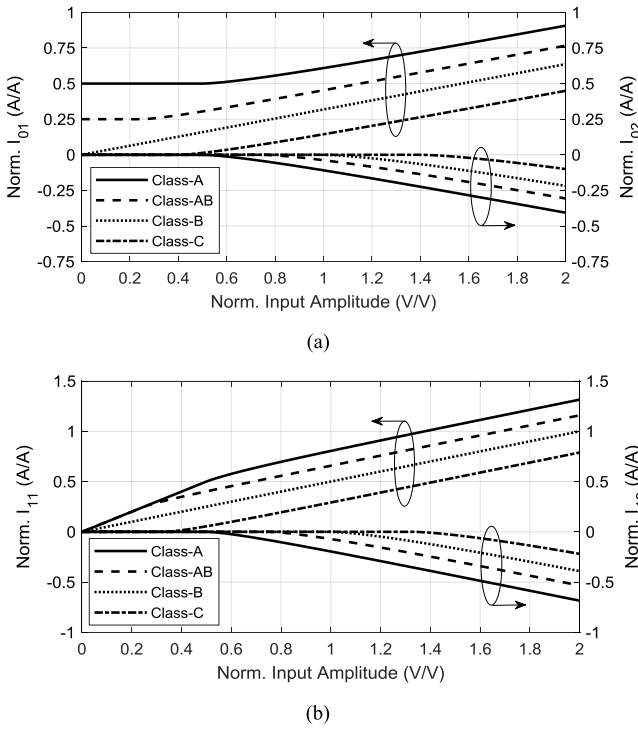 1
0.75
0.5
0.25
0
-0.25
-0.5
-0.75
Norm. I01 (A/A)
1
0.75
0.5
0.25
0
-0.25
-0.5
-0.75
Norm. I02 (A/A)
Class-A
Class-AB
Class-B
Class-C
0 0.2 0.4 0.6 0.8 1 1.2 1.4 1.6 1.8 2
Norm. Input Amplitude (V/V)
(a)
1.5
1
0.5
0
-0.5
-1
Norm. I11 (A/A)
1.5
1
0.5
0
-0.5
-1
Norm. (A/A)
Class-A
Class-AB
Class-B
Class-C
0 0.2 0.4 0.6 0.8 1 1.2 1.4 1.6 1.8 2
Norm. Input Amplitude (V/V)
(b)